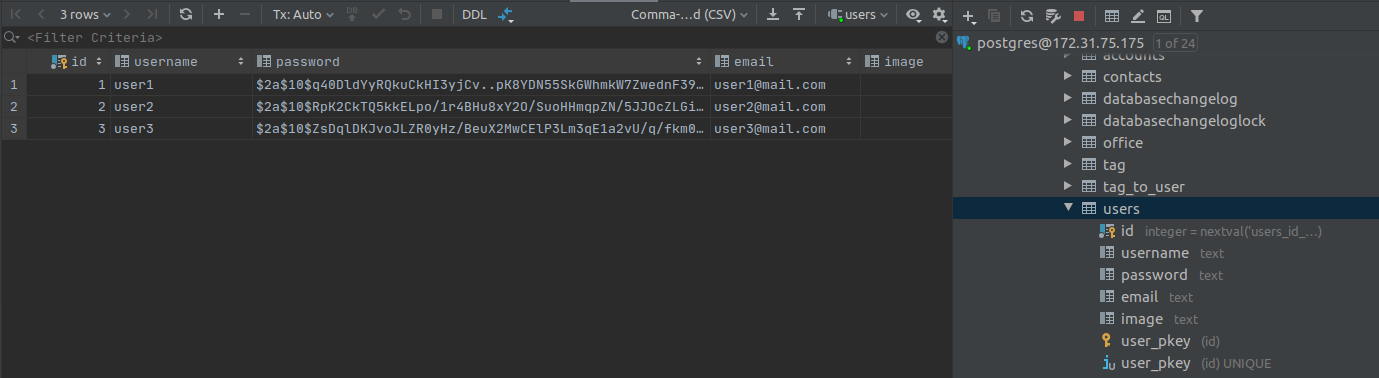 3 rows Tx: Auto DB DDL Comma-...d (CSV) users
<Filter Criteria>
id username password email image
1 1 user1 $2a$10$q40DldYyRQkuCkHI3yjCv..pK8YDN55SkGWhmkW7ZwednF39… user1@mail.com
2 2 user2 $2a$10$RpK2CkTQ5kkELpo/1r4BHu8xY2O/SuoHHmqpZN/5JJOcZLGi… user2@mail.com
3 3 user3 $2a$10$ZsDqlDKJvoJLZR0yHz/BeuX2MwCElP3Lm3qE1a2vU/q/fkm0… user3@mail.com
QL
postgres@172.31.75.175 1 of 24
accounts
contacts
databasechangelog
databasechangeloglock
office
tag
tag_to_user
users
id integer = nextval('users_id_...)
username text
password text
email text
image text
user_pkey (id)
user_pkey (id) UNIQUE